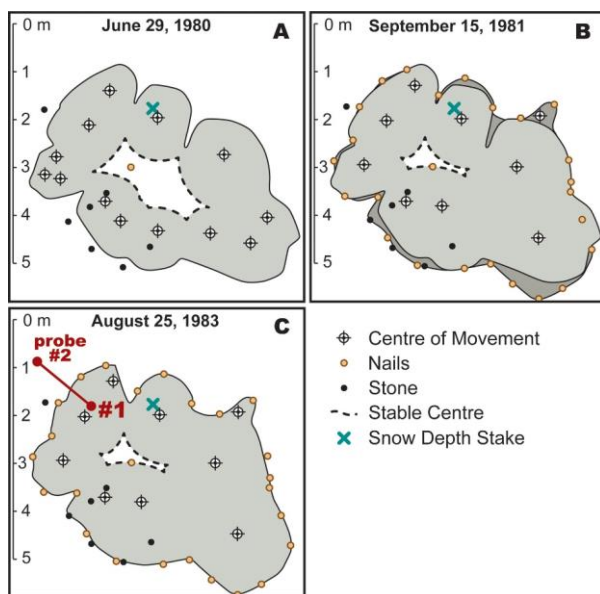 0 m June 29, 1980 A
1
2
3
4
5
0 m September 15, 1981 B
1
2
3
4
5
0 m August 25, 1983 C
probe
#2
#1
1
2
3
4
5
Centre of Movement
Nails
Stone
Stable Centre
Snow Depth Stake